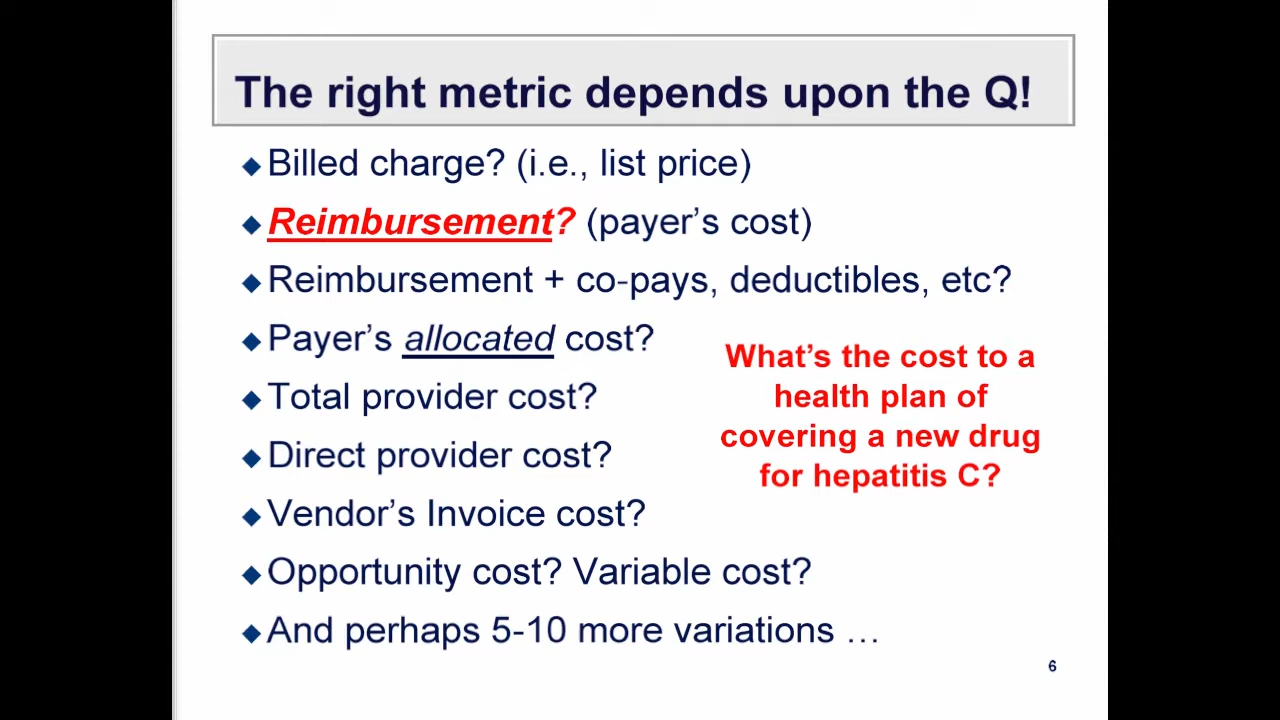 The right metric depends upon the Q!
◆Billed charge? (i.e., list price)
◆Reimbursement? (payer’s cost)
◆Reimbursement + co-pays, deductibles, etc?
◆Payer’s allocated cost?
◆Total provider cost?
◆Direct provider cost?
◆Vendor’s Invoice cost?
◆Opportunity cost? Variable cost?
◆And perhaps 5-10 more variations …
What’s the cost to a
health plan of
covering a new drug
for hepatitis C?
6